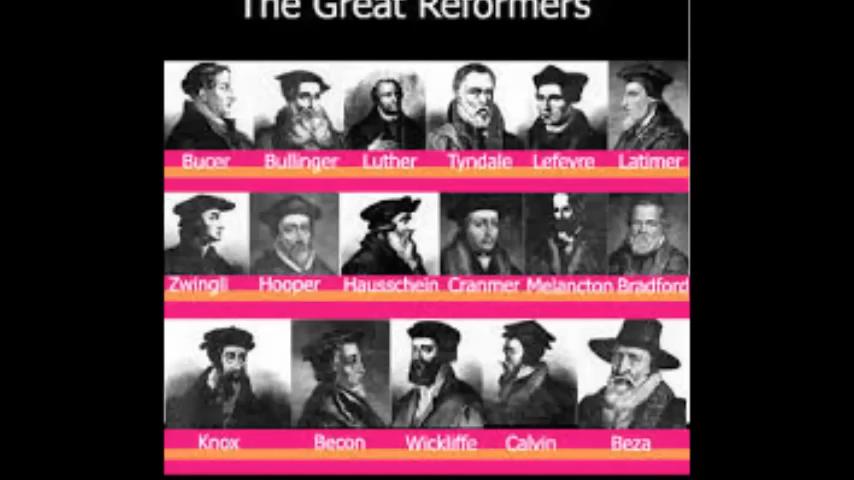 The Great Reformers
Bucer Bullinger Luther Tyndale Lefevre Latimer
Zwingli Hooper Hausschein Cranmer Melancton Bradford
Knox Becon Wickliffe Calvin Beza